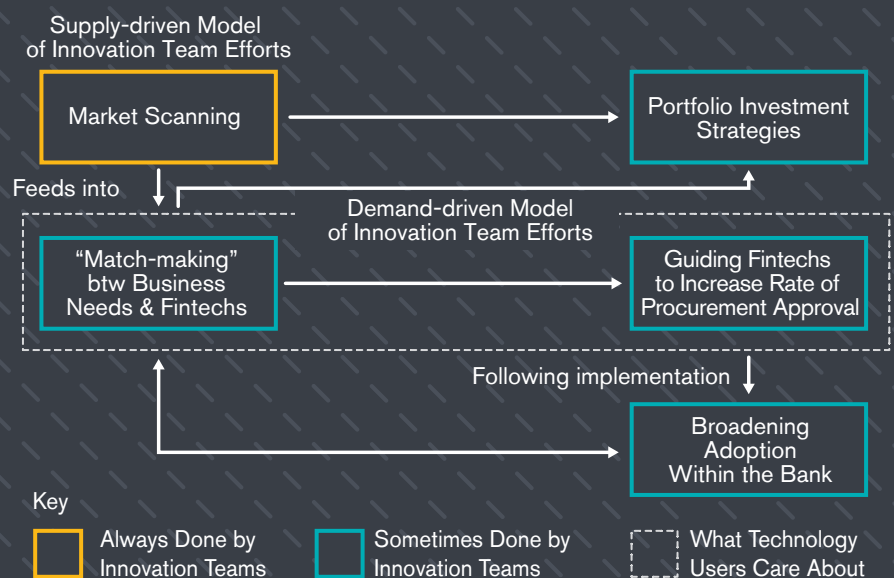 Supply-driven Model
of Innovation Team Efforts
Market Scanning
Portfolio Investment
Strategies
Feeds into
Demand-driven Model
of Innovation Team Efforts
“Match-making”
btw Business
Needs & Fintechs
Guiding Fintechs
to Increase Rate of
Procurement Approval
Following implementation
Broadening
Adoption
Within the Bank
Key
Always Done by
Innovation Teams
Sometimes Done by
Innovation Teams
What Technology
Users Care About